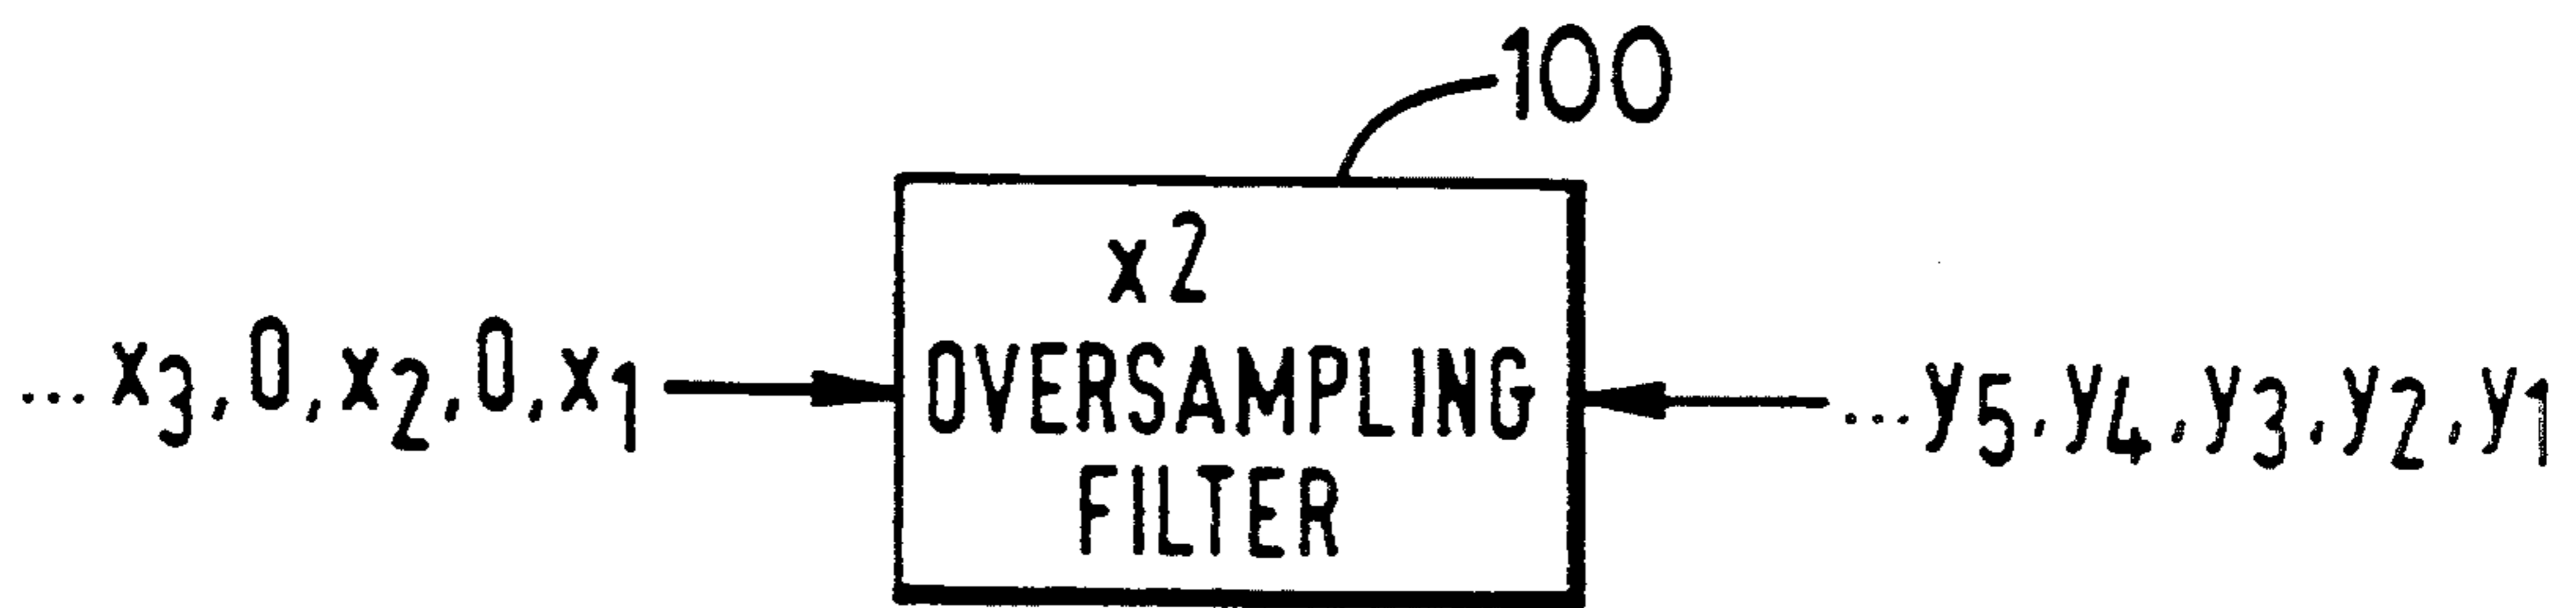 100
x2
OVERSAMPLING
FILTER
...x3,0,x2,0,x1
...y5,y4,y3,y2,y1